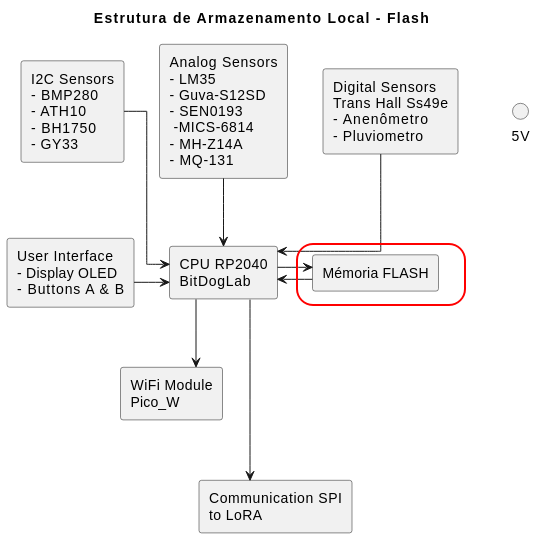 Estrutura de Armazenamento Local - Flash
I2C Sensors
- BMP280
- ATH10
- BH1750
- GY33
Analog Sensors
- LM35
- Guva-S12SD
- SEN0193
-MICS-6814
- MH-Z14A
- MQ-131
Digital Sensors
Trans Hall Ss49e
- Anenômetro
- Pluviometro
5V
User Interface
- Display OLED
- Buttons A & B
CPU RP2040
BitDogLab
Mémoria FLASH
WiFi Module
Pico_W
Communication SPI
to LoRA